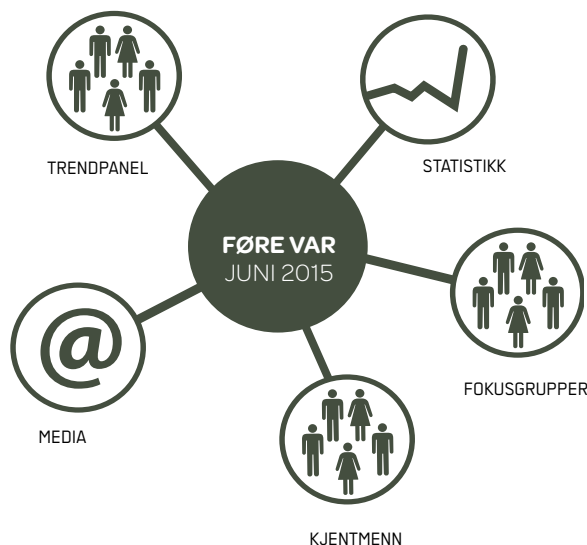 TRENDPANEL
STATISTIKK
FØRE VAR
JUNI 2015
@
MEDIA
FOKUSGRUPPER
KJENTMENN